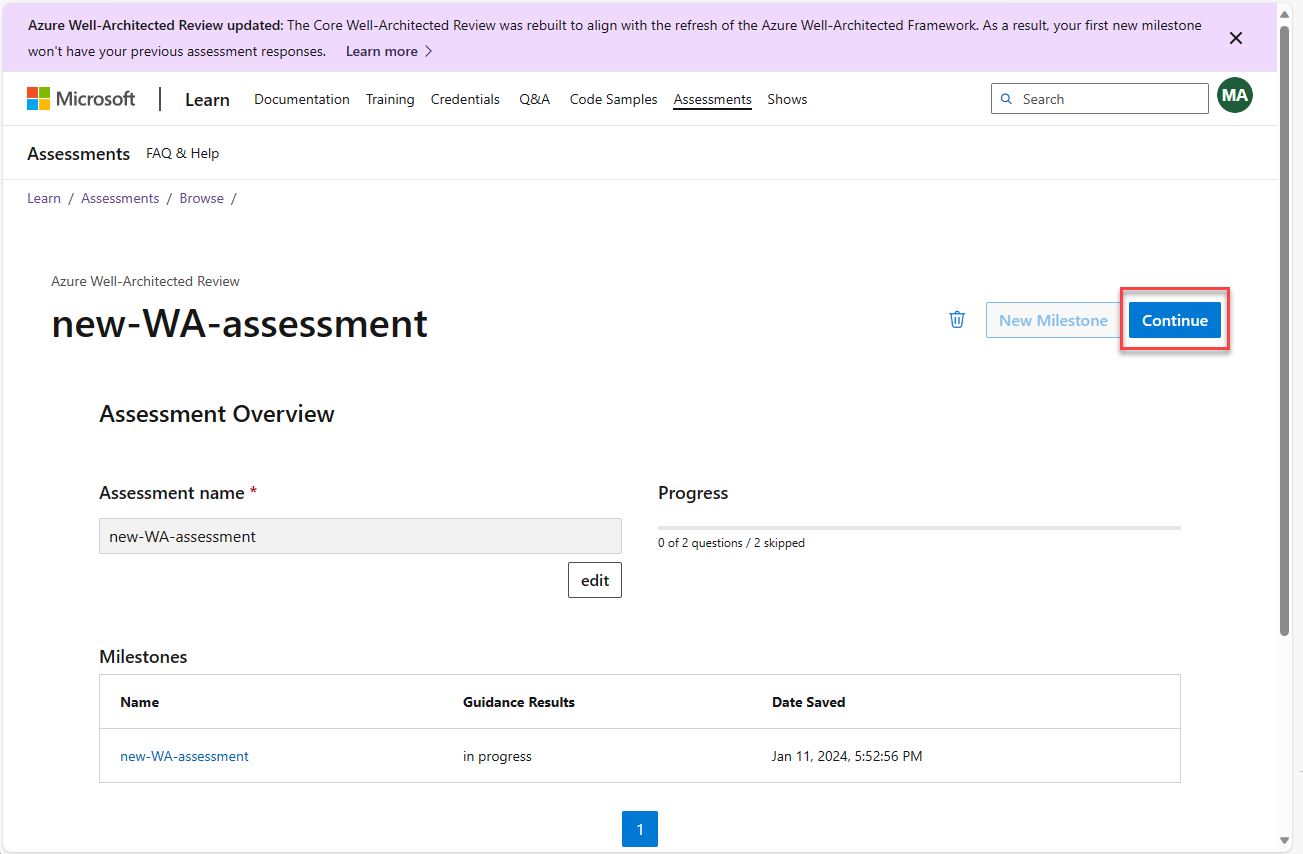 Azure Well-Architected Review updated: The Core Well-Architected Review was rebuilt to align with the refresh of the Azure Well-Architected Framework. As a result, your first new milestone
won't have your previous assessment responses. Learn more
Microsoft Learn Documentation Training Credentials Q&A Code Samples Assessments Shows Search MA
Assessments FAQ & Help
Learn / Assessments / Browse /
Azure Well-Architected Review
new-WA-assessment
New Milestone Continue
Assessment Overview
Assessment name * Progress
new-WA-assessment
0 of 2 questions / 2 skipped
edit
Milestones
Name Guidance Results Date Saved
new-WA-assessment in progress Jan 11, 2024, 5:52:56 PM
1